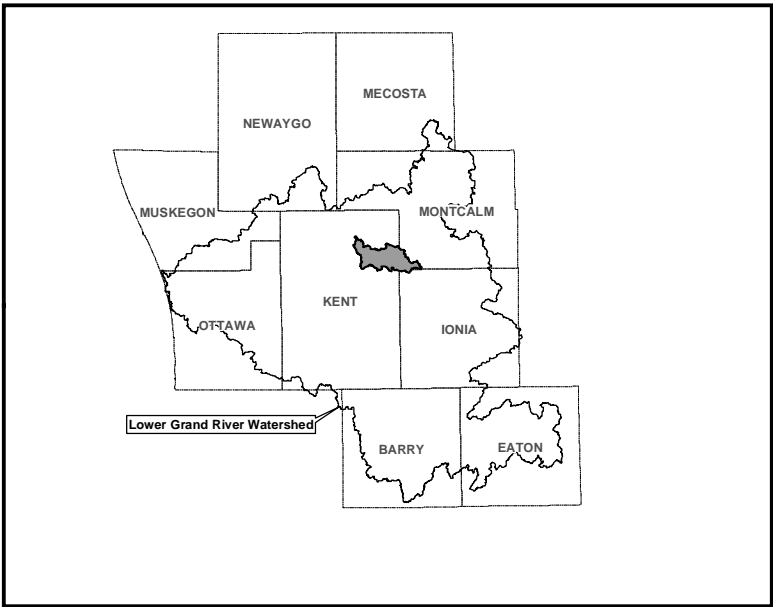 MECOSTA
NEWAYGO
MUSKEGON
MONTCALM
KENT
OTTAWA
IONIA
Lower Grand River Watershed
BARRY
EATON